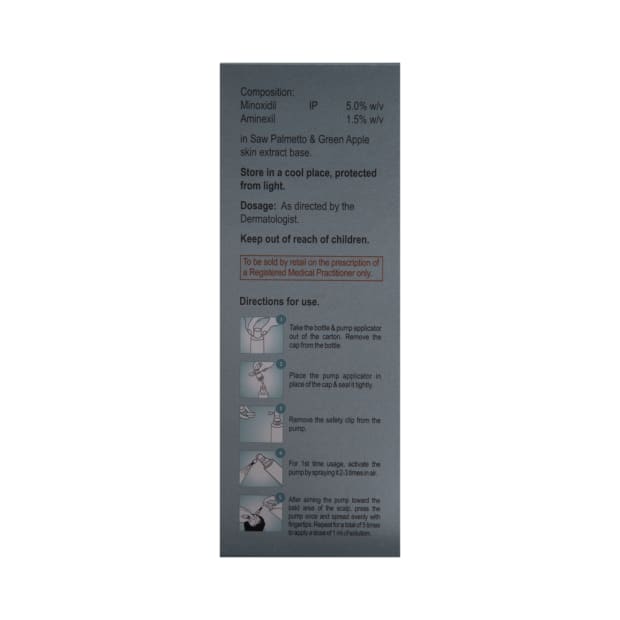 Composition:
Minoxidil IP 5.0% w/v
Aminexil 1.5% w/v
in Saw Palmetto & Green Apple
skin extract base.
Store in a cool place, protected
from light.
Dosage: As directed by the
Dermatologist.
Keep out of reach of children.
To be sold by retail on the prescription of
a Registered Medical Practitioner only.
Directions for use.
1
Take the bottle & pump applicator
out of the carton. Remove the
cap from the bottle.
2
Place the pump applicator in
place of the cap & seal it tightly.
3
Remove the safety clip from the
pump.
4
For 1st time usage, activate the
pump by spraying it 2-3 times in air.
5
After aiming the pump toward the
bald area of the scalp, press the
pump once and spread evenly with
fingertips. Repeat for a total of 5 times
to apply a dose of 1 ml of solution.